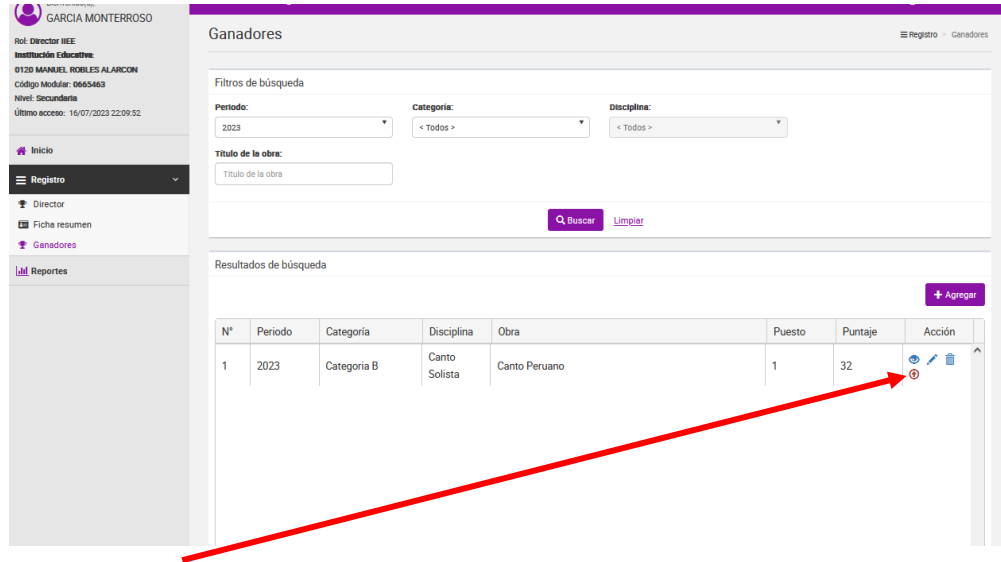 GARCIA MONTERROSO
Rol: Director IIEE
Institución Educativa:
0120 MANUEL ROBLES ALARCON
Código Modular: 0665463
Nivel: Secundaria
Último acceso: 16/07/2023 22:09:52
Inicio
Registro
Director
Ficha resumen
Ganadores
Reportes
Ganadores
Registro > Ganadores
Filtros de búsqueda
Periodo: Categoría: Disciplina:
2023 < Todos > < Todos >
Título de la obra:
Título de la obra
Buscar Limpiar
Resultados de búsqueda
+ Agregar
N° Periodo Categoría Disciplina Obra Puesto Puntaje Acción
1 2023 Categoria B Canto Solista Canto Peruano 1 32